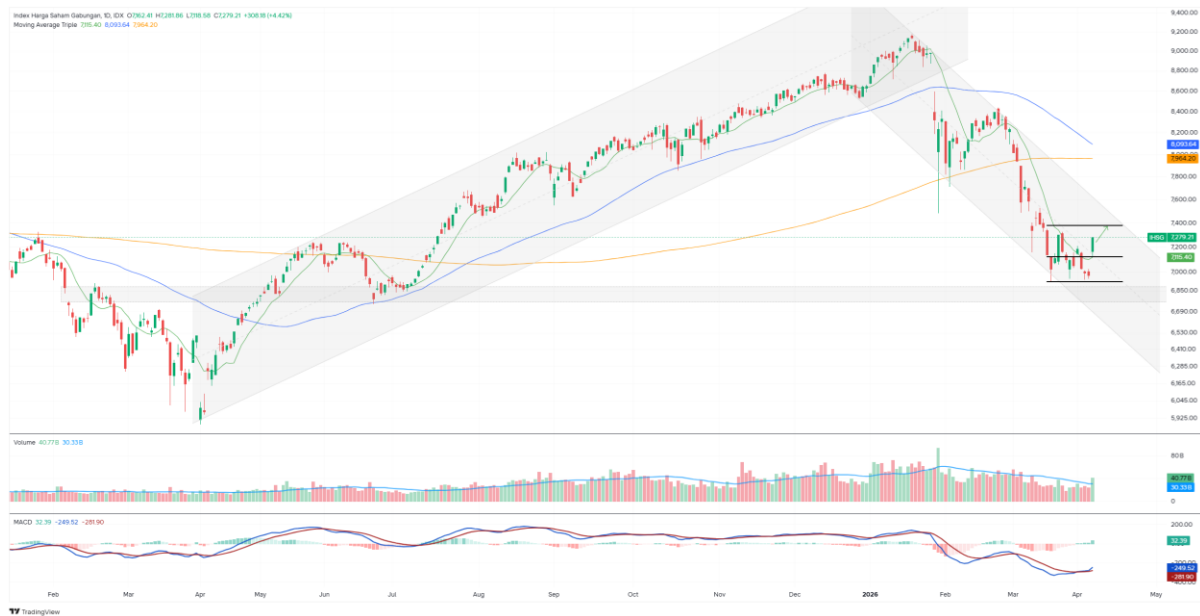 Index Harga Saham Gabungan, 1D, IDX O7,162.41 H7,281.86 L7,118.58 C7,279.21 +308.18 (+4.42%)
Moving Average Triple 7,115.40 8,093.64 7,964.20
9,400.00
9,200.00
9,000.00
8,800.00
8,600.00
8,400.00
8,200.00
8,093.64
7,964.20
7,800.00
7,600.00
7,400.00
IHSG 7,279.21
7,200.00
7,115.40
7,000.00
6,850.00
6,690.00
6,530.00
6,410.00
6,285.00
6,165.00
6,045.00
5,925.00
Volume 40.77B 30.33B
80 B
40.77B
30.33B
0
MACD 32.39 -249.52 -281.90
200.00
32.39
-249.52
-281.90
Feb Mar Apr May Jun Jul Aug Sep Oct Nov Dec 2026 Feb Mar Apr May
TradingView